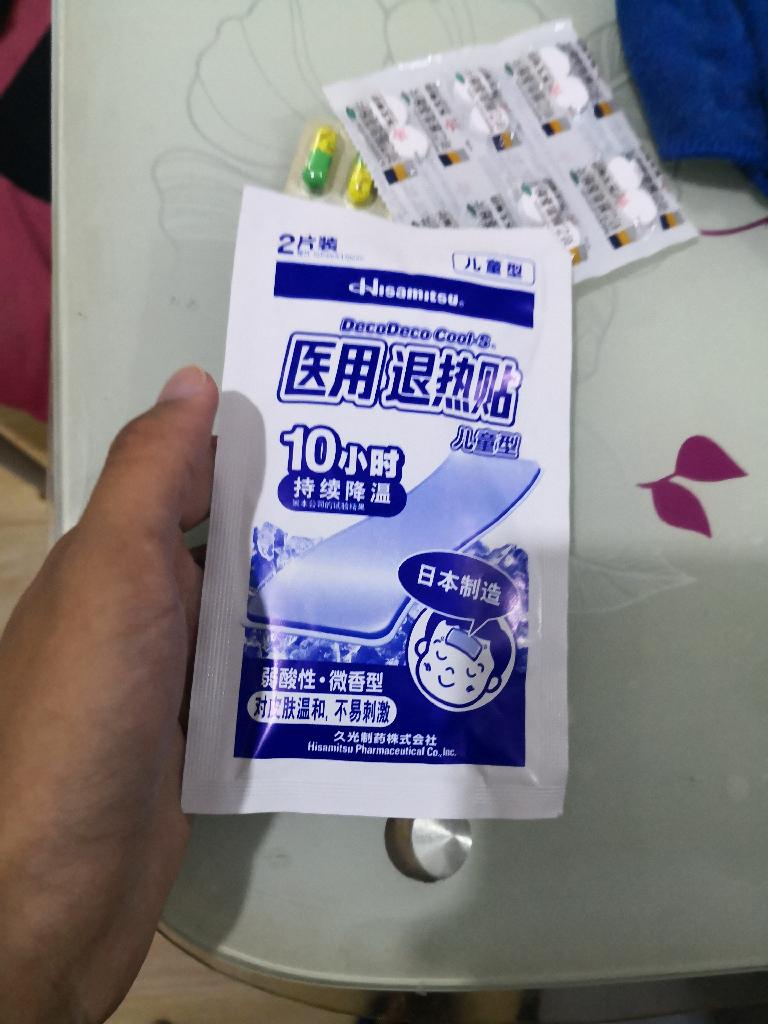 2片装
儿童型
Hisamitsu®
DecoDeco Cool-S®
医用退热贴
儿童型
10小时
持续降温
日本制造
弱酸性·微香型
对皮肤温和,不易刺激
久光制药株式会社
Hisamitsu Pharmaceutical Co.,Inc.